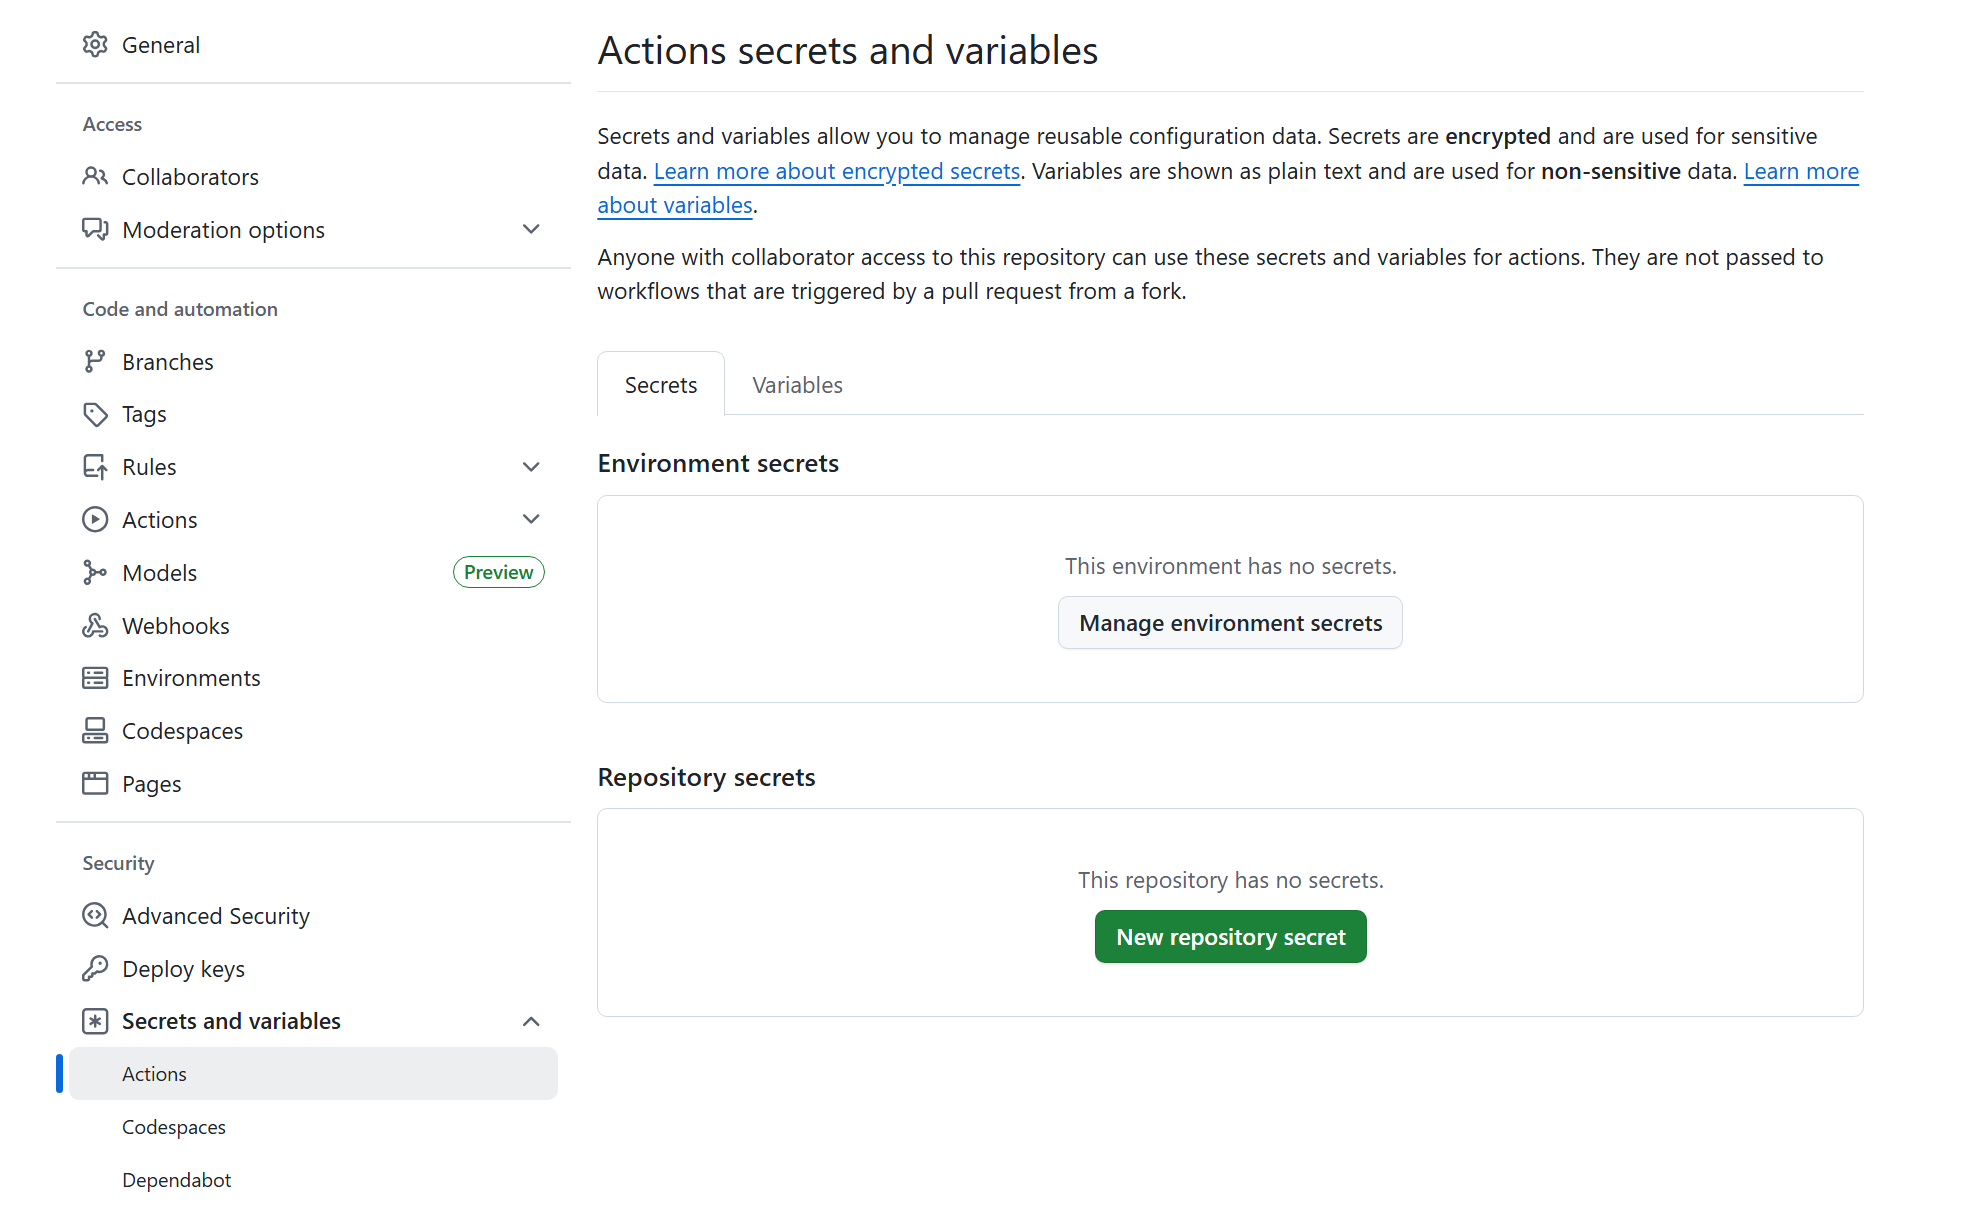 General
Access
Collaborators
Moderation options
Code and automation
Branches
Tags
Rules
Actions
Models
Preview
Webhooks
Environments
Codespaces
Pages
Security
Advanced Security
Deploy keys
Secrets and variables
Actions
Codespaces
Dependabot
Actions secrets and variables
Secrets and variables allow you to manage reusable configuration data. Secrets are encrypted and are used for sensitive
data. Learn more about encrypted secrets. Variables are shown as plain text and are used for non-sensitive data. Learn more
about variables.
Anyone with collaborator access to this repository can use these secrets and variables for actions. They are not passed to
workflows that are triggered by a pull request from a fork.
Secrets
Variables
Environment secrets
This environment has no secrets.
Manage environment secrets
Repository secrets
This repository has no secrets.
New repository secret